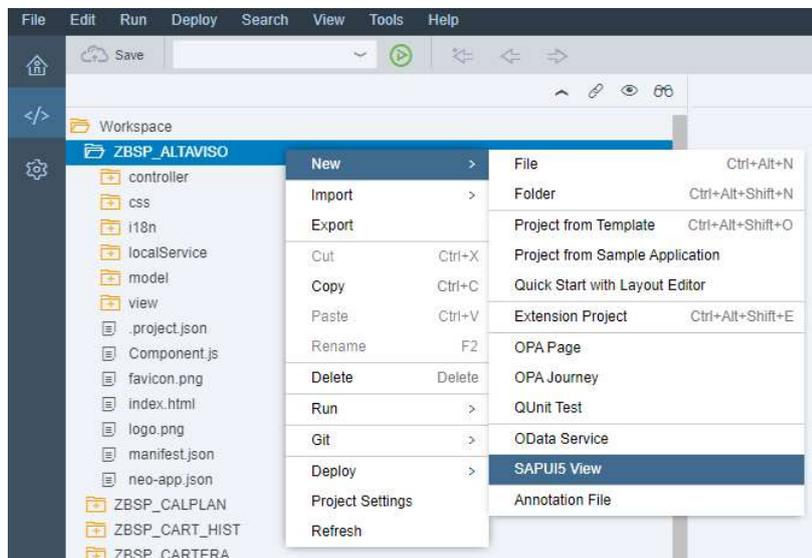 File Edit Run Deploy Search View Tools Help
Save
</>
Workspace
ZBSP_ALTAVISO
controller
css
i18n
localService
model
view
.project.json
Component.js
favicon.png
index.html
logo.png
manifest.json
neo-app.json
ZBSP_CALPLAN
ZBSP_CART_HIST
ZBSP_CARTERA
New >
Import >
Export
Cut Ctrl+X
Copy Ctrl+C
Paste Ctrl+V
Rename F2
Delete Delete
Run >
Git >
Deploy >
Project Settings
Refresh
File Ctrl+Alt+N
Folder Ctrl+Alt+Shift+N
Project from Template Ctrl+Alt+Shift+O
Project from Sample Application
Quick Start with Layout Editor
Extension Project Ctrl+Alt+Shift+E
OPA Page
OPA Journey
QUnit Test
OData Service
SAPUI5 View
Annotation File